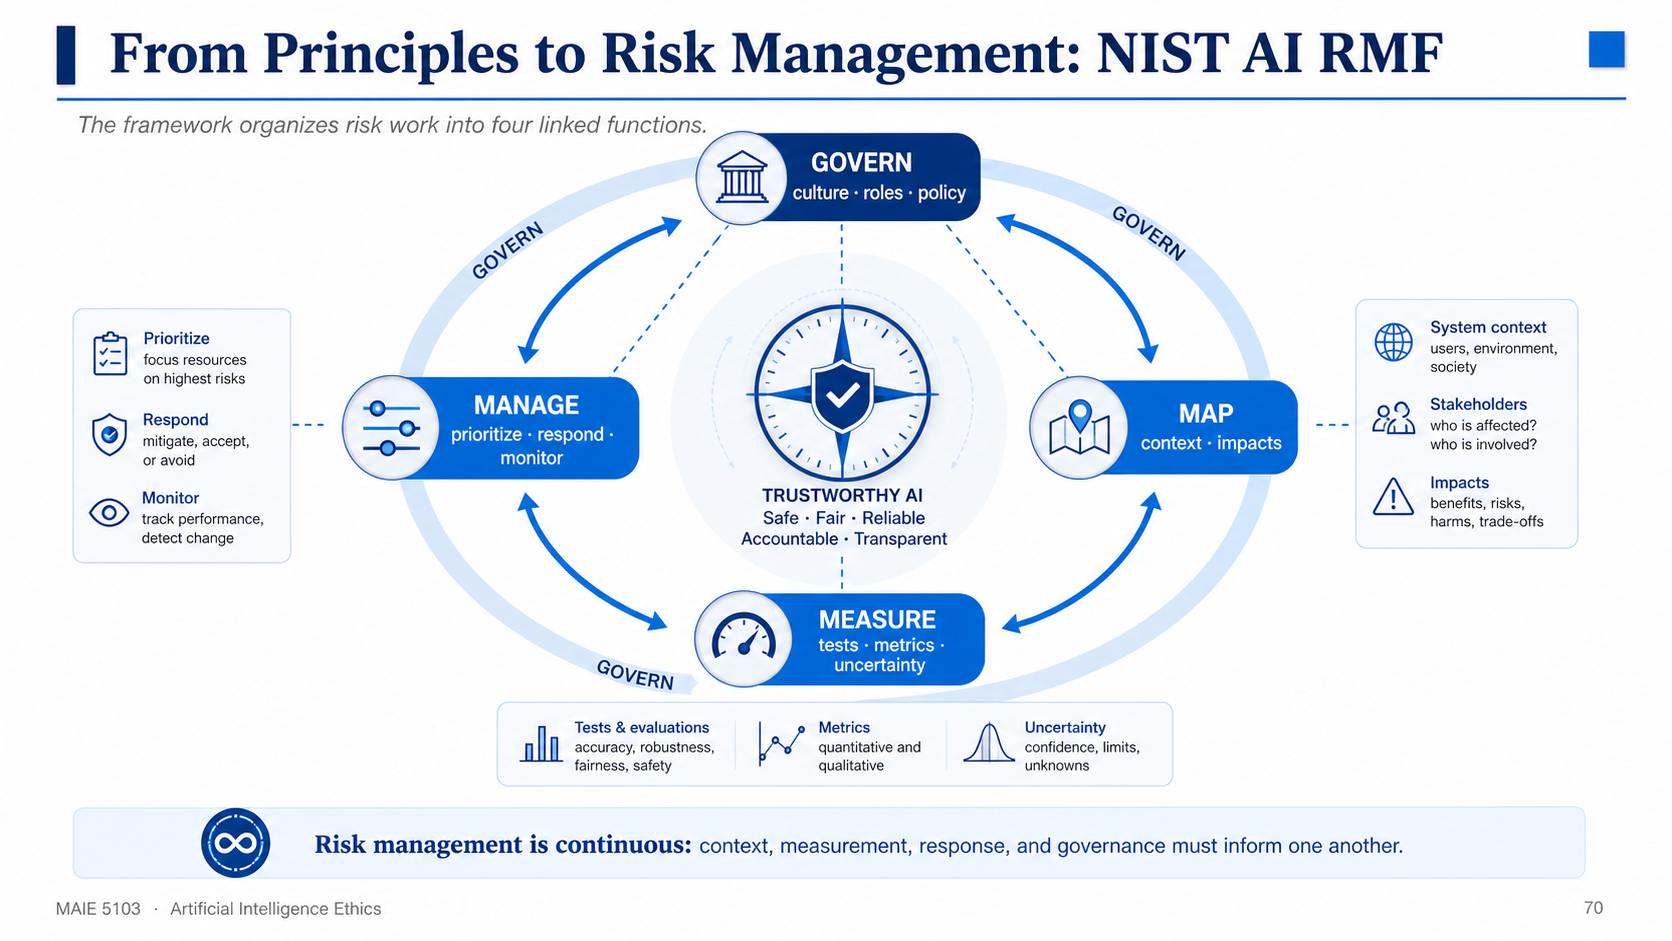 From Principles to Risk Management: NIST AI RMF
The framework organizes risk work into four linked functions.
GOVERN
culture · roles · policy
GOVERN
GOVERN
Prioritize
focus resources
on highest risks
Respond
mitigate, accept,
or avoid
Monitor
track performance,
detect change
MANAGE
prioritize · respond ·
monitor
TRUSTWORTHY AI
Safe · Fair · Reliable
Accountable · Transparent
MAP
context · impacts
System context
users, environment,
society
Stakeholders
who is affected?
who is involved?
Impacts
benefits, risks,
harms, trade-offs
MEASURE
tests · metrics ·
uncertainty
GOVERN
Tests & evaluations
accuracy, robustness,
fairness, safety
Metrics
quantitative and
qualitative
Uncertainty
confidence, limits,
unknowns
Risk management is continuous: context, measurement, response, and governance must inform one another.
MAIE 5103 · Artificial Intelligence Ethics
70